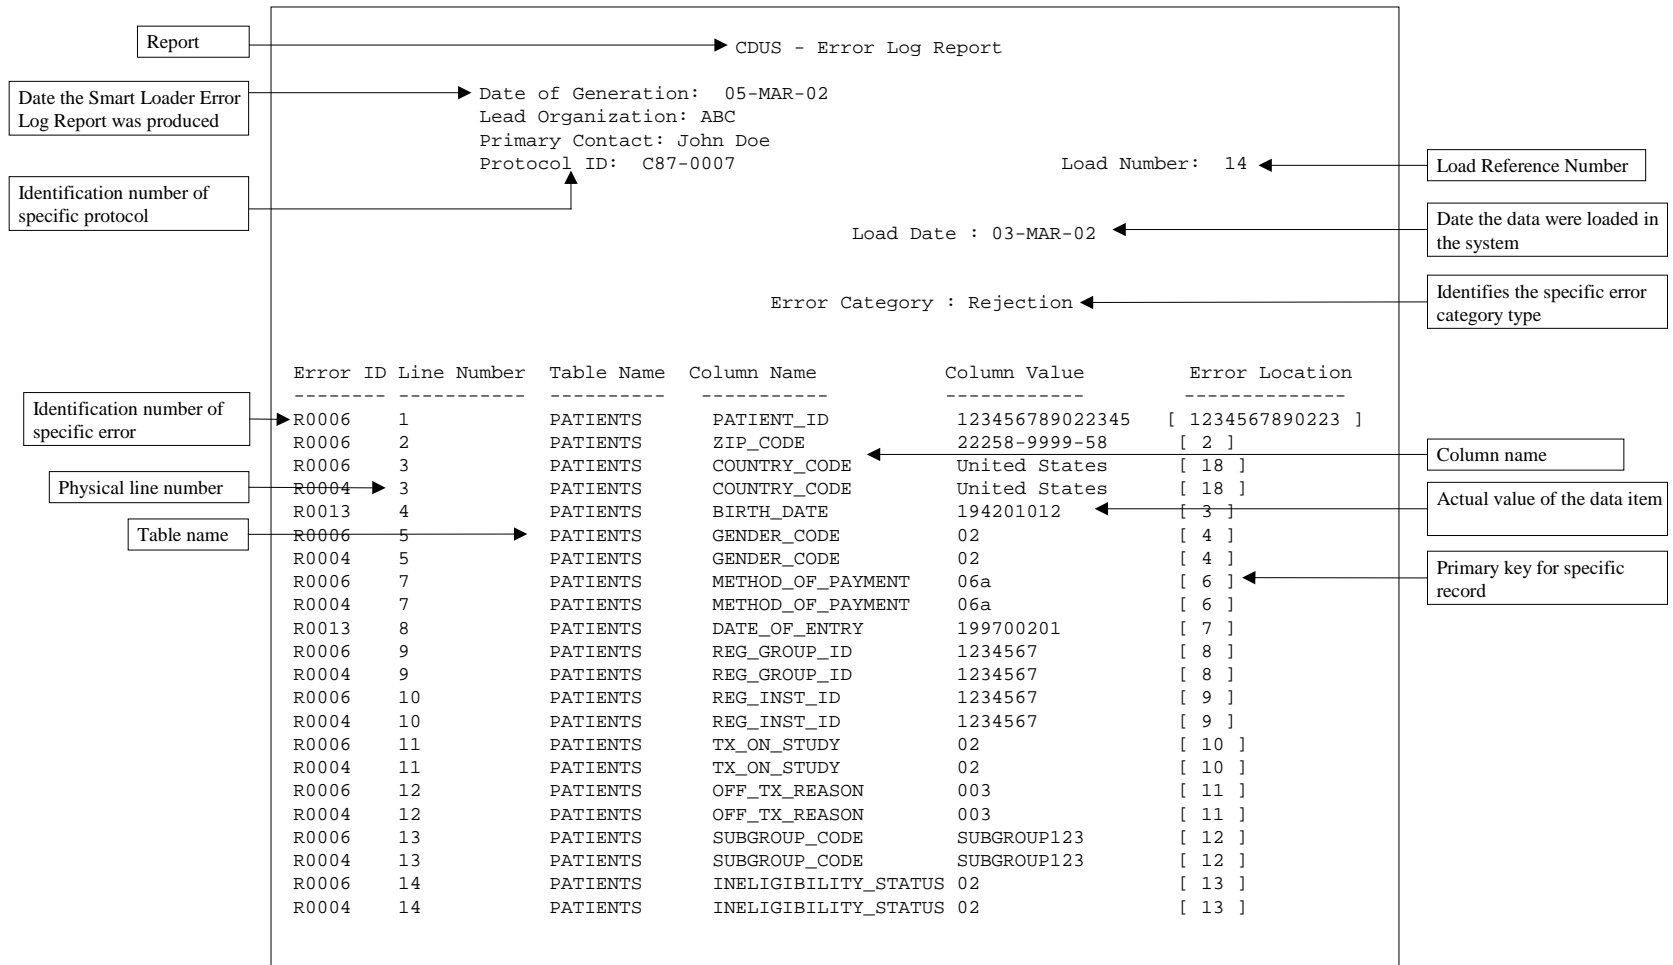 Report
CDUS - Error Log Report
Date the Smart Loader Error
Log Report was produced
Date of Generation: 05-MAR-02
Lead Organization: ABC
Primary Contact: John Doe
Protocol ID: C87-0007
Load Number: 14
Load Reference Number
Identification number of
specific protocol
Load Date : 03-MAR-02
Date the data were loaded in
the system
Error Category : Rejection
Identifies the specific error
category type
Error ID Line Number Table Name Column Name Column Value Error Location
-------- ----------- ---------- ----------- ------------ --------------
Identification number of
specific error
R0006 1 PATIENTS PATIENT_ID 123456789022345 [ 1234567890223 ]
R0006 2 PATIENTS ZIP_CODE 22258-9999-58 [ 2 ]
Column name
R0006 3 PATIENTS COUNTRY_CODE United States [ 18 ]
Physical line number
R0004 3 PATIENTS COUNTRY_CODE United States [ 18 ]
Actual value of the data item
R0013 4 PATIENTS BIRTH_DATE 194201012 [ 3 ]
Table name
R0006 5 PATIENTS GENDER_CODE 02 [ 4 ]
R0004 5 PATIENTS GENDER_CODE 02 [ 4 ]
Primary key for specific
record
R0006 7 PATIENTS METHOD_OF_PAYMENT 06a [ 6 ]
R0004 7 PATIENTS METHOD_OF_PAYMENT 06a [ 6 ]
R0013 8 PATIENTS DATE_OF_ENTRY 199700201 [ 7 ]
R0006 9 PATIENTS REG_GROUP_ID 1234567 [ 8 ]
R0004 9 PATIENTS REG_GROUP_ID 1234567 [ 8 ]
R0006 10 PATIENTS REG_INST_ID 1234567 [ 9 ]
R0004 10 PATIENTS REG_INST_ID 1234567 [ 9 ]
R0006 11 PATIENTS TX_ON_STUDY 02 [ 10 ]
R0004 11 PATIENTS TX_ON_STUDY 02 [ 10 ]
R0006 12 PATIENTS OFF_TX_REASON 003 [ 11 ]
R0004 12 PATIENTS OFF_TX_REASON 003 [ 11 ]
R0006 13 PATIENTS SUBGROUP_CODE SUBGROUP123 [ 12 ]
R0004 13 PATIENTS SUBGROUP_CODE SUBGROUP123 [ 12 ]
R0006 14 PATIENTS INELIGIBILITY_STATUS 02 [ 13 ]
R0004 14 PATIENTS INELIGIBILITY_STATUS 02 [ 13 ]